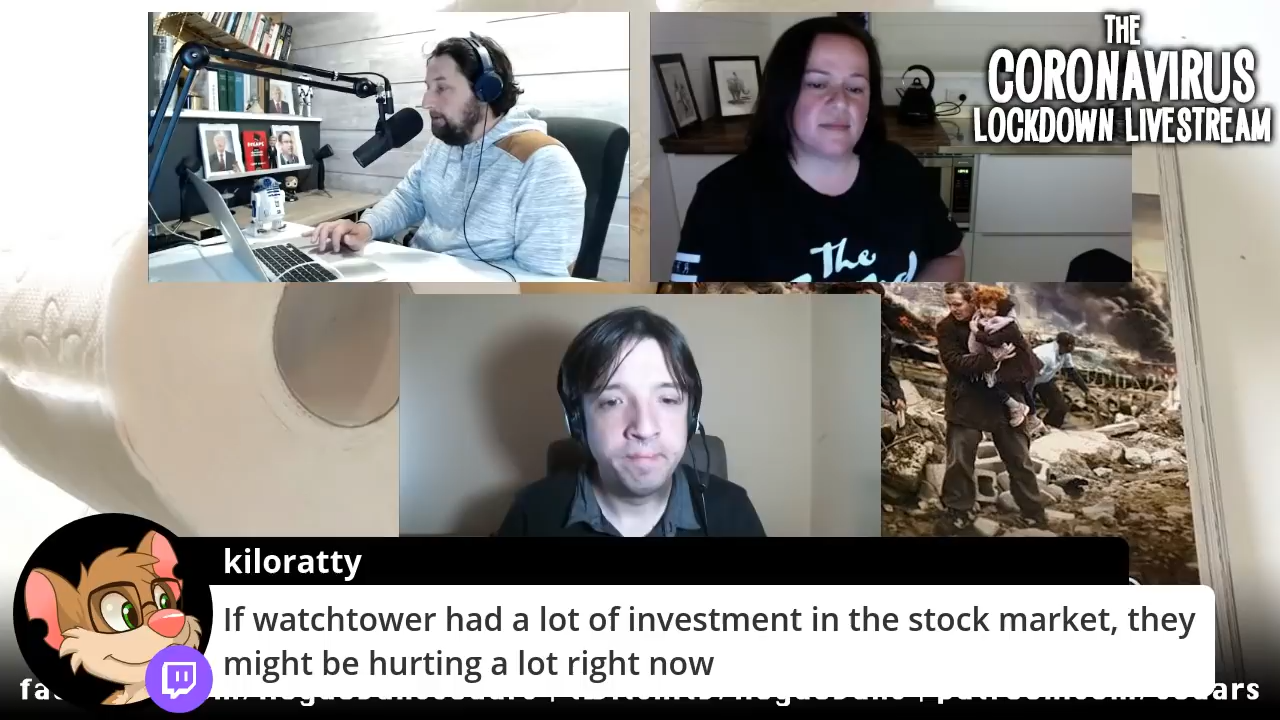 THE
CORONAVIRUS
LOCKDOWN LIVESTREAM
The
kiloratty
If watchtower had a lot of investment in the stock market, they
might be hurting a lot right now